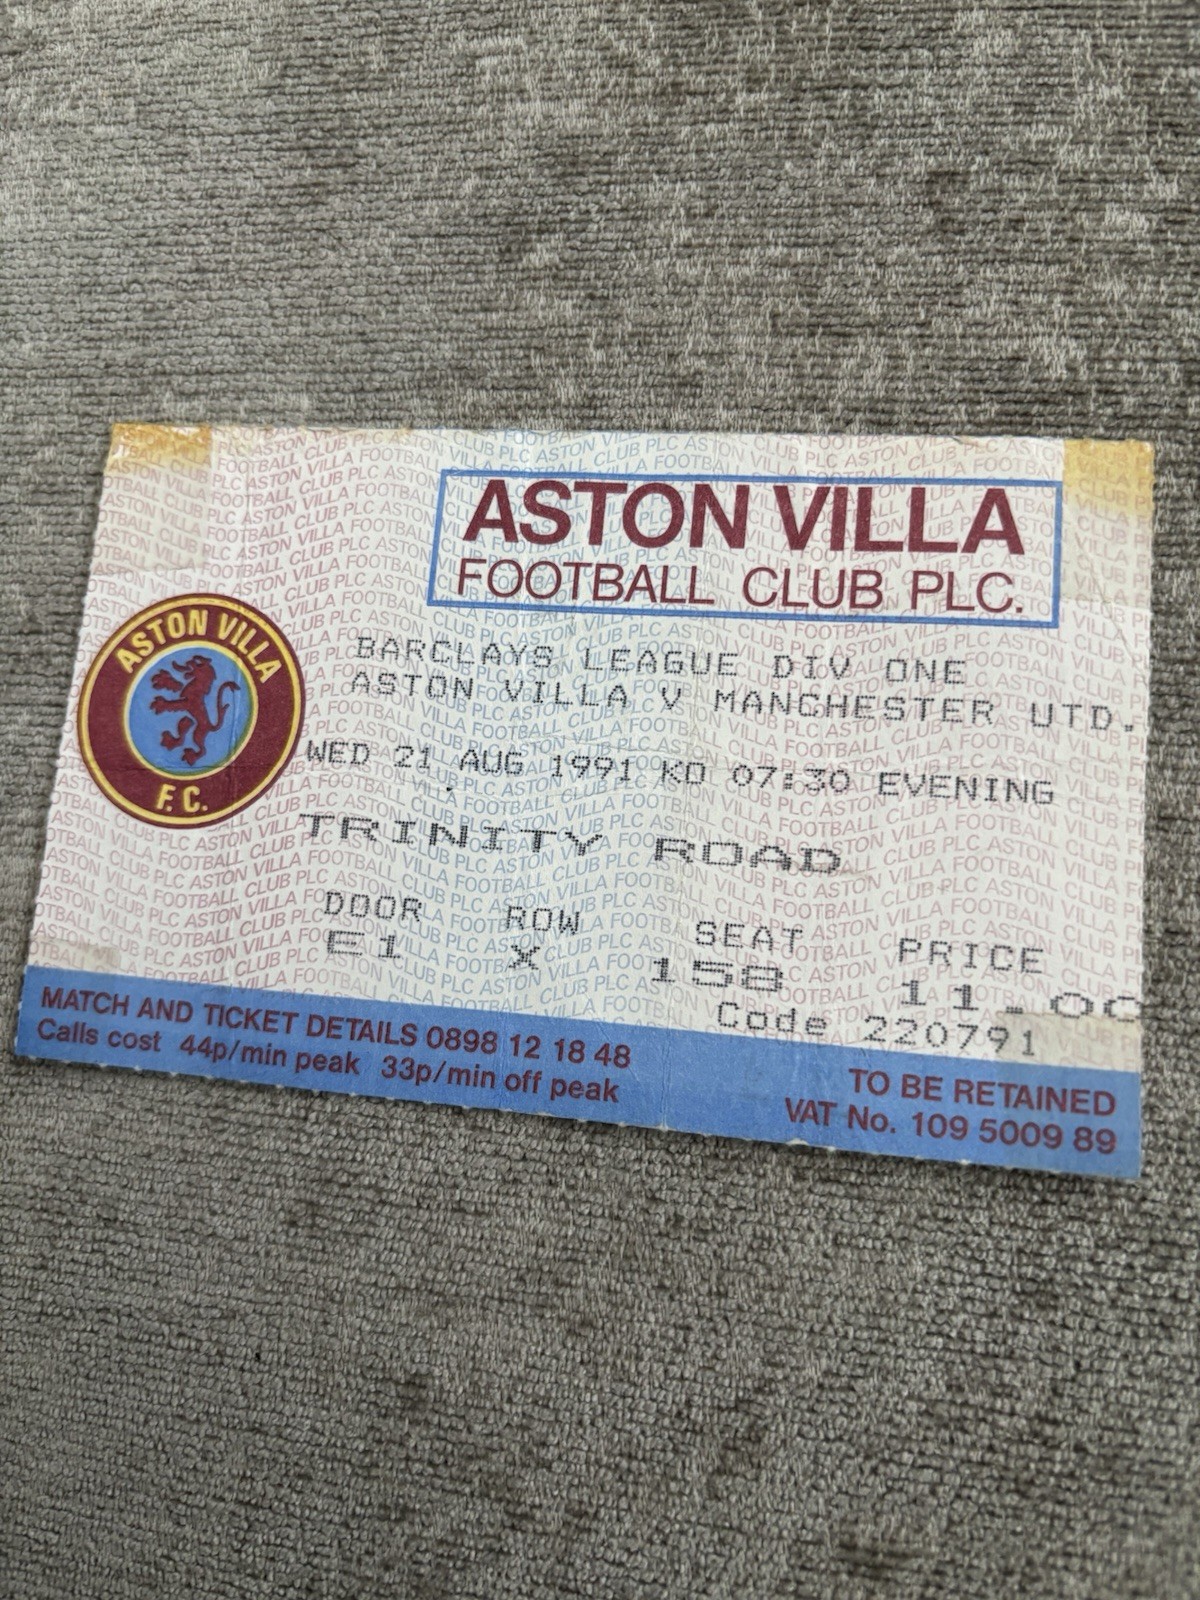 ASTON VILLA
FOOTBALL CLUB PLC.
ASTON VILLA
F.C.
BARCLAYS LEAGUE DIV ONE
ASTON VILLA V MANCHESTER UTD.
WED 21 AUG 1991 KO 07:30 EVENING
TRINITY ROAD
DOOR ROW SEAT PRICE
E1 X 158 11.00
Code 220791
MATCH AND TICKET DETAILS 0898 12 18 48
Calls cost 44p/min peak 33p/min off peak
TO BE RETAINED
VAT No. 109 5009 89